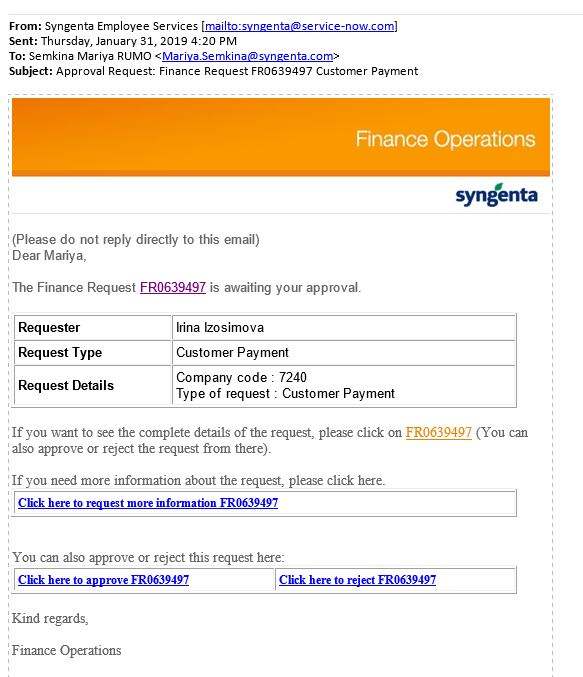 From: Syngenta Employee Services [mailto:syngenta@service-now.com]
Sent: Thursday, January 31, 2019 4:20 PM
To: Semkina Mariya RUMO <Mariya.Semkina@syngenta.com>
Subject: Approval Request: Finance Request FR0639497 Customer Payment
Finance Operations
syngenta
(Please do not reply directly to this email)
Dear Mariya,
The Finance Request FR0639497 is awaiting your approval.
Requester Irina Izosimova
Request Type Customer Payment
Request Details Company code : 7240
Type of request : Customer Payment
If you want to see the complete details of the request, please click on FR0639497 (You can
also approve or reject the request from there).
If you need more information about the request, please click here.
Click here to request more information FR0639497
You can also approve or reject this request here:
Click here to approve FR0639497 Click here to reject FR0639497
Kind regards,
Finance Operations